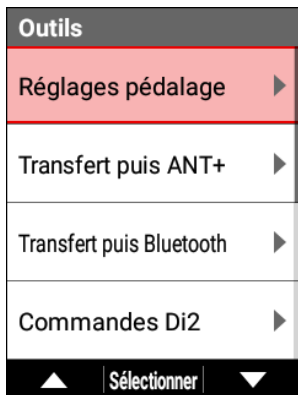 Outils
Réglages pédalage
Transfert puis ANT+
Transfert puis Bluetooth
Commandes Di2
Sélectionner